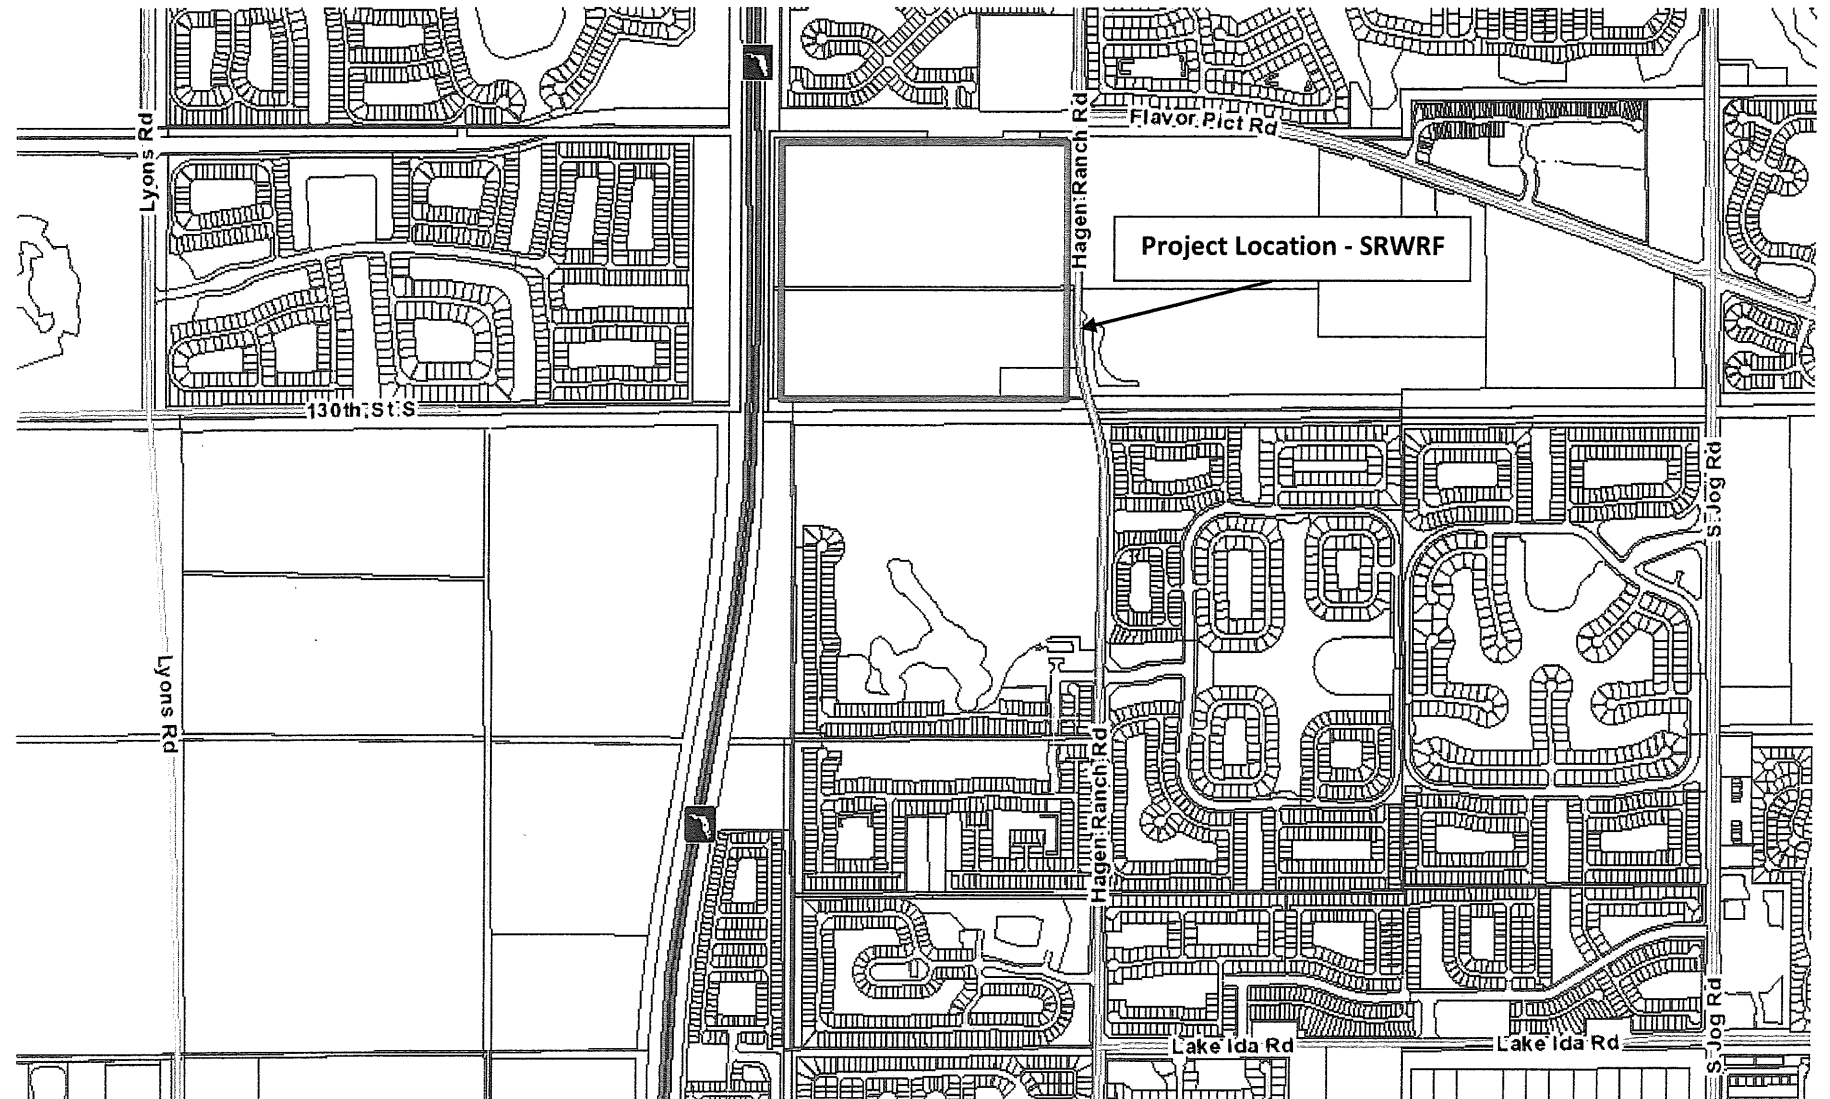 Lyons Rd
Hagen Ranch Rd
Flavor Pict Rd
Project Location - SRWRF
130th St S
S Jog Rd
Lyons Rd
Hagen Ranch Rd
S Jog Rd
Lake Ida Rd
Lake Ida Rd